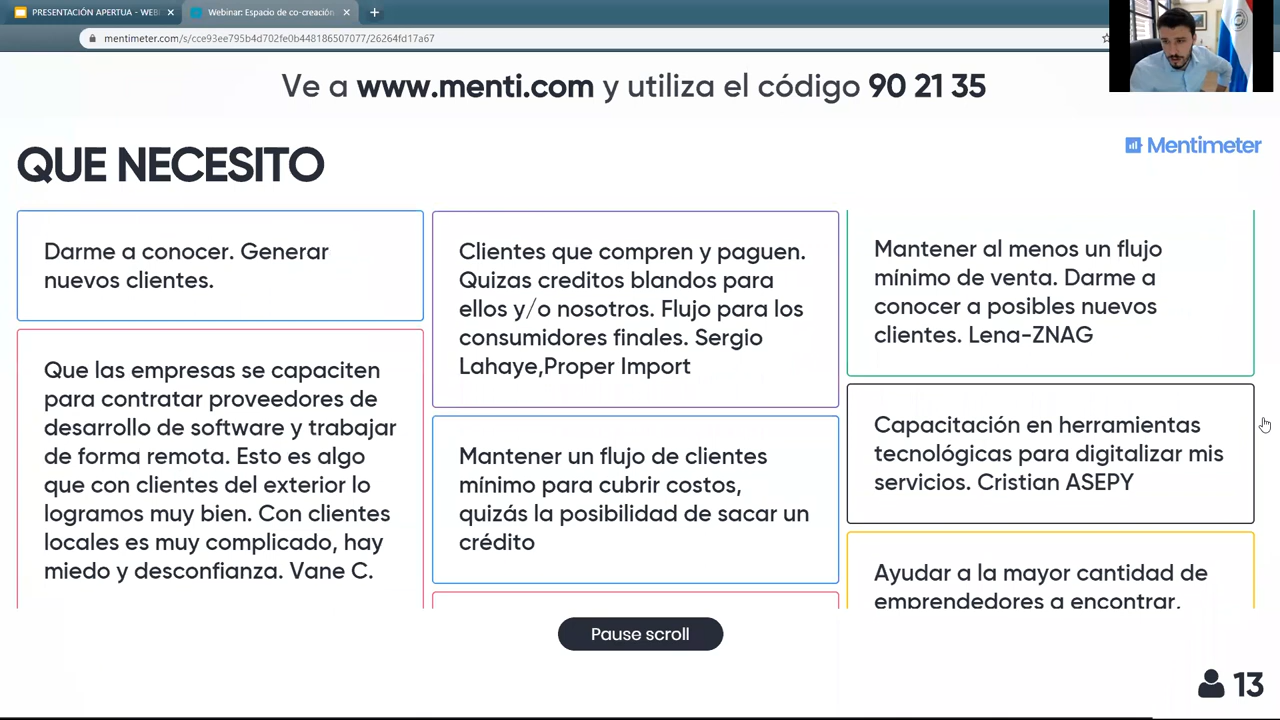 PRESENTACIÓN APERTUA - WEB
Webinar: Espacio de co-creación
mentimeter.com/s/cce93ee795b4d702fe0b448186507077/26264fd17a67
Ve a www.menti.com y utiliza el código 90 21 35
Mentimeter
QUE NECESITO
Darme a conocer. Generar
nuevos clientes.
Que las empresas se capaciten
para contratar proveedores de
desarrollo de software y trabajar
de forma remota. Esto es algo
que con clientes del exterior lo
logramos muy bien. Con clientes
locales es muy complicado, hay
miedo y desconfianza. Vane C.
Clientes que compren y paguen.
Quizas creditos blandos para
ellos y/o nosotros. Flujo para los
consumidores finales. Sergio
Lahaye,Proper Import
Mantener un flujo de clientes
mínimo para cubrir costos,
quizás la posibilidad de sacar un
crédito
Mantener al menos un flujo
mínimo de venta. Darme a
conocer a posibles nuevos
clientes. Lena-ZNAG
Capacitación en herramientas
tecnológicas para digitalizar mis
servicios. Cristian ASEPY
Ayudar a la mayor cantidad de
emprendedores a encontrar,
Pause scroll
13